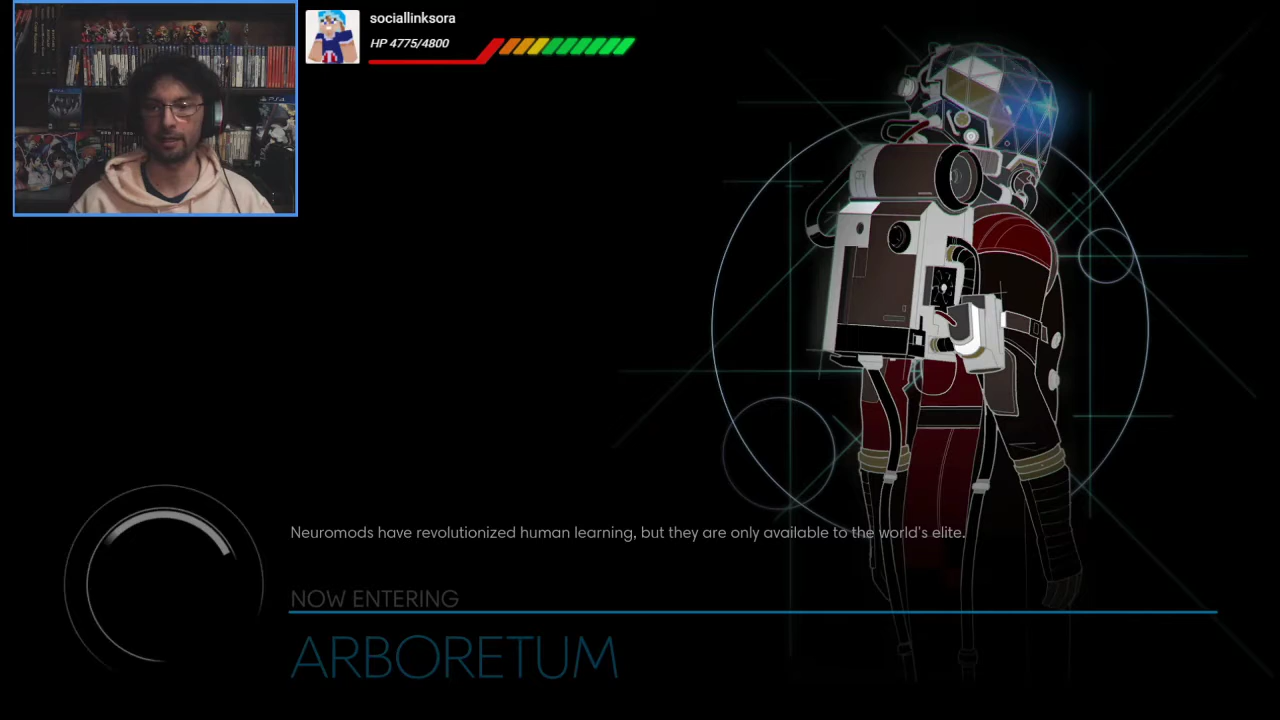 sociallinksora
HP 4775/4800
Neuromods have revolutionized human learning, but they are only available to the world's elite.
NOW ENTERING
ARBORETUM